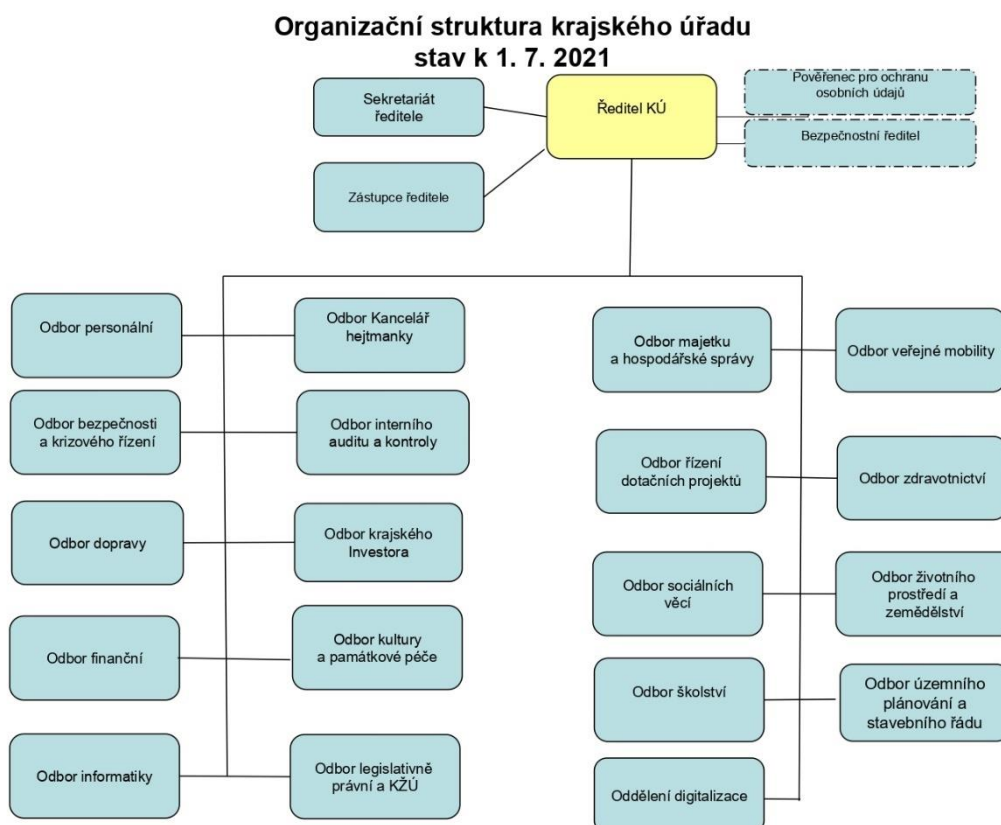 Organizační struktura krajského úřadu
stav k 1. 7. 2021
Sekretariát
ředitele
Ředitel KÚ
Pověřenec pro ochranu
osobních údajů
Bezpečnostní ředitel
Zástupce ředitele
Odbor personální
Odbor Kancelář
hejtmanky
Odbor majetku
a hospodářské správy
Odbor veřejné mobility
Odbor bezpečnosti
a krizového řízení
Odbor interního
auditu a kontroly
Odbor řízení
dotačních projektů
Odbor zdravotnictví
Odbor dopravy
Odbor krajského
Investora
Odbor sociálních
věcí
Odbor životního
prostředí a
zemědělství
Odbor finanční
Odbor kultury
a památkové péče
Odbor školství
Odbor územního
plánování a
stavebního řádu
Odbor informatiky
Odbor legislativně
právní a KŽÚ
Oddělení digitalizace